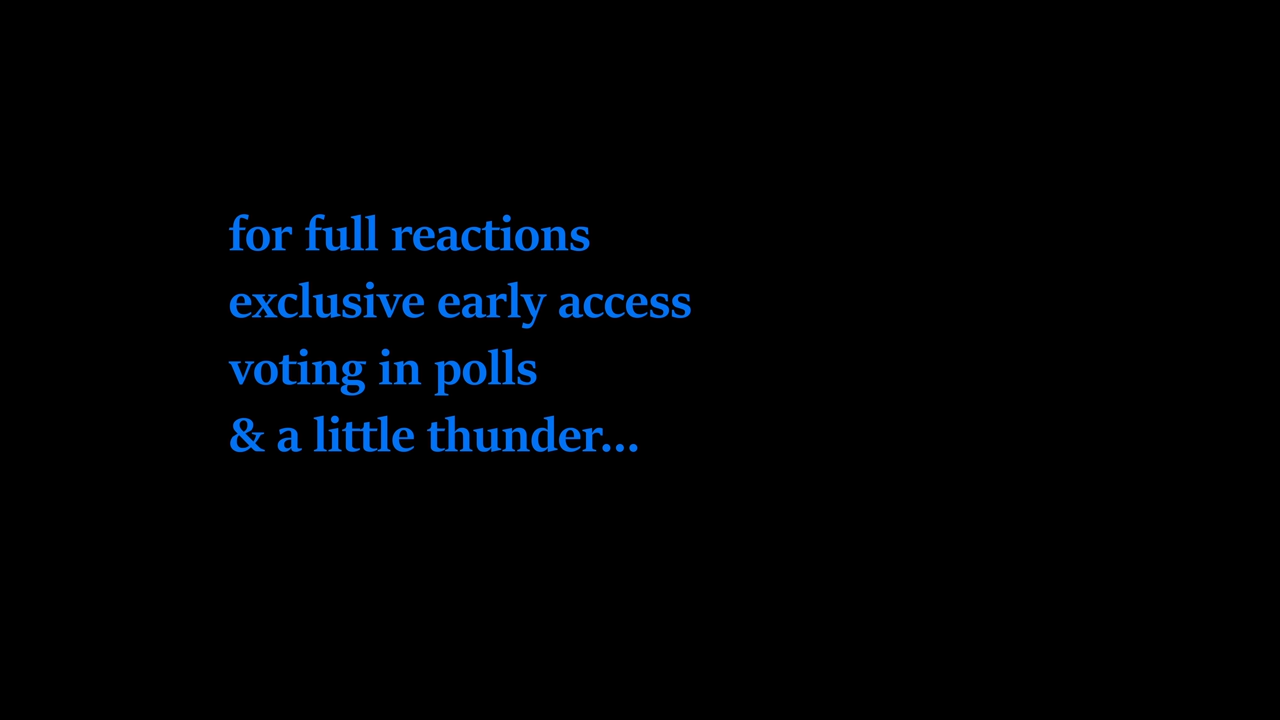 for full reactions
exclusive early access
voting in polls
& a little thunder...